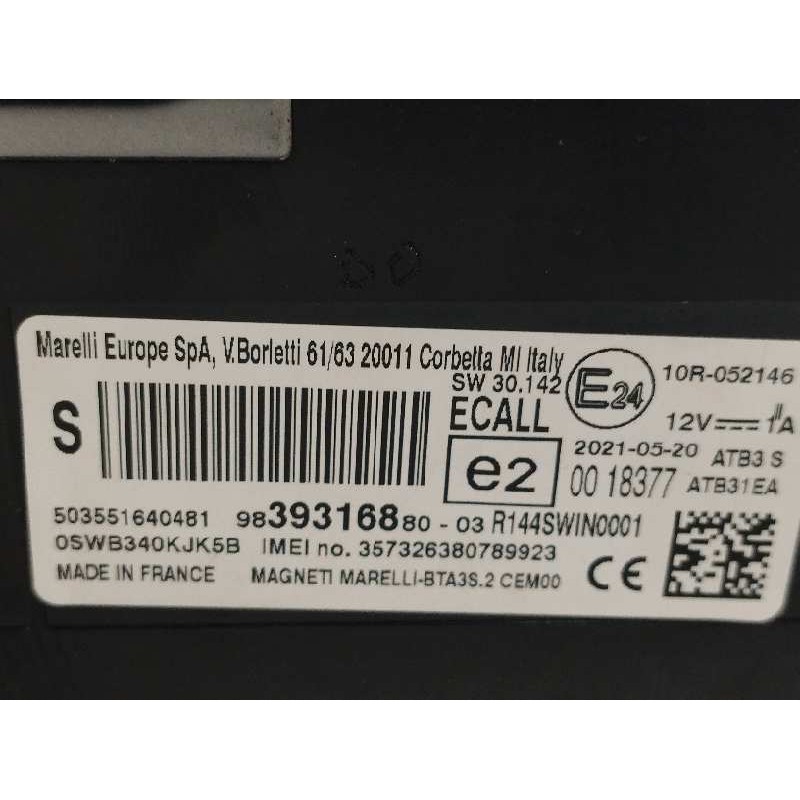 Marelli Europe SpA, V.Borletti 61/63 20011 Corbetta MI Italy
SW 30.142
E24
10R-052146
S
ECALL
12V⎓1A
e2
2021-05-20 ATB3 S
00 18377 ATB31EA
503551640481 9839316880-03 R144SWIN0001
0SWB340KJK5B IMEI no. 357326380789923
MADE IN FRANCE MAGNETI MARELLI-BTA3S.2 CEM00 CE